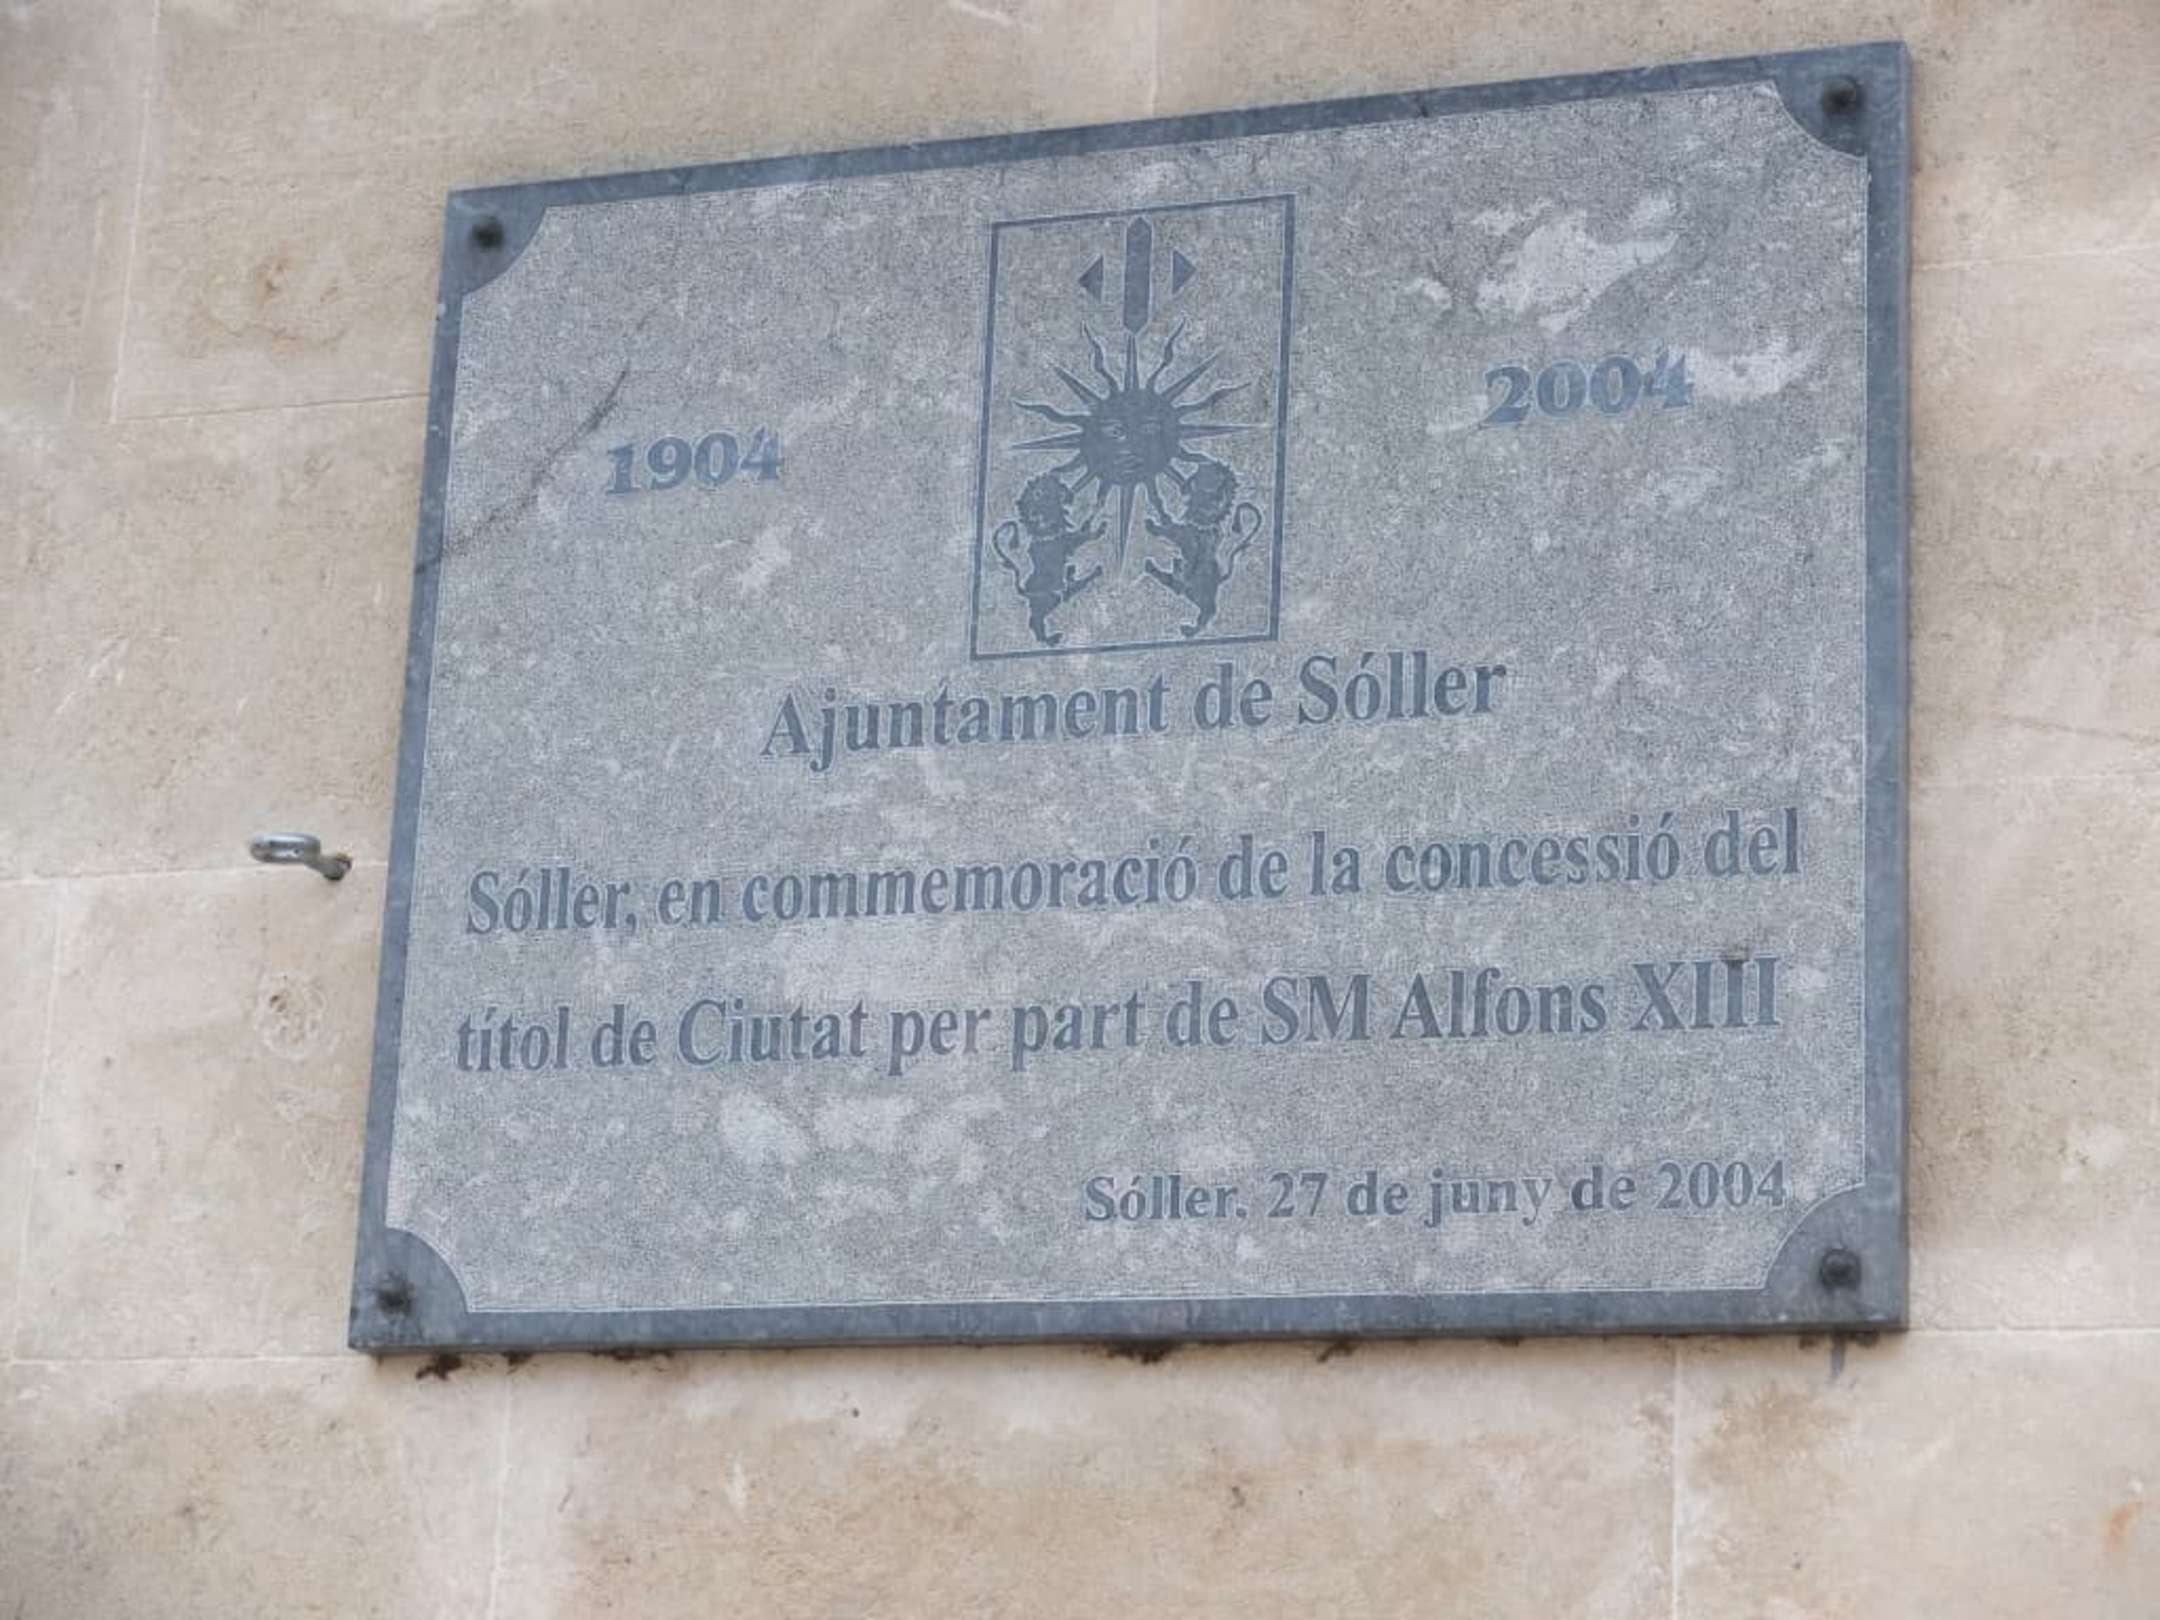 1904
2004
Ajuntament de Sóller
Sóller, en commemoració de la concessió del
títol de Ciutat per part de SM Alfons XIII
Sóller. 27 de juny de 2004